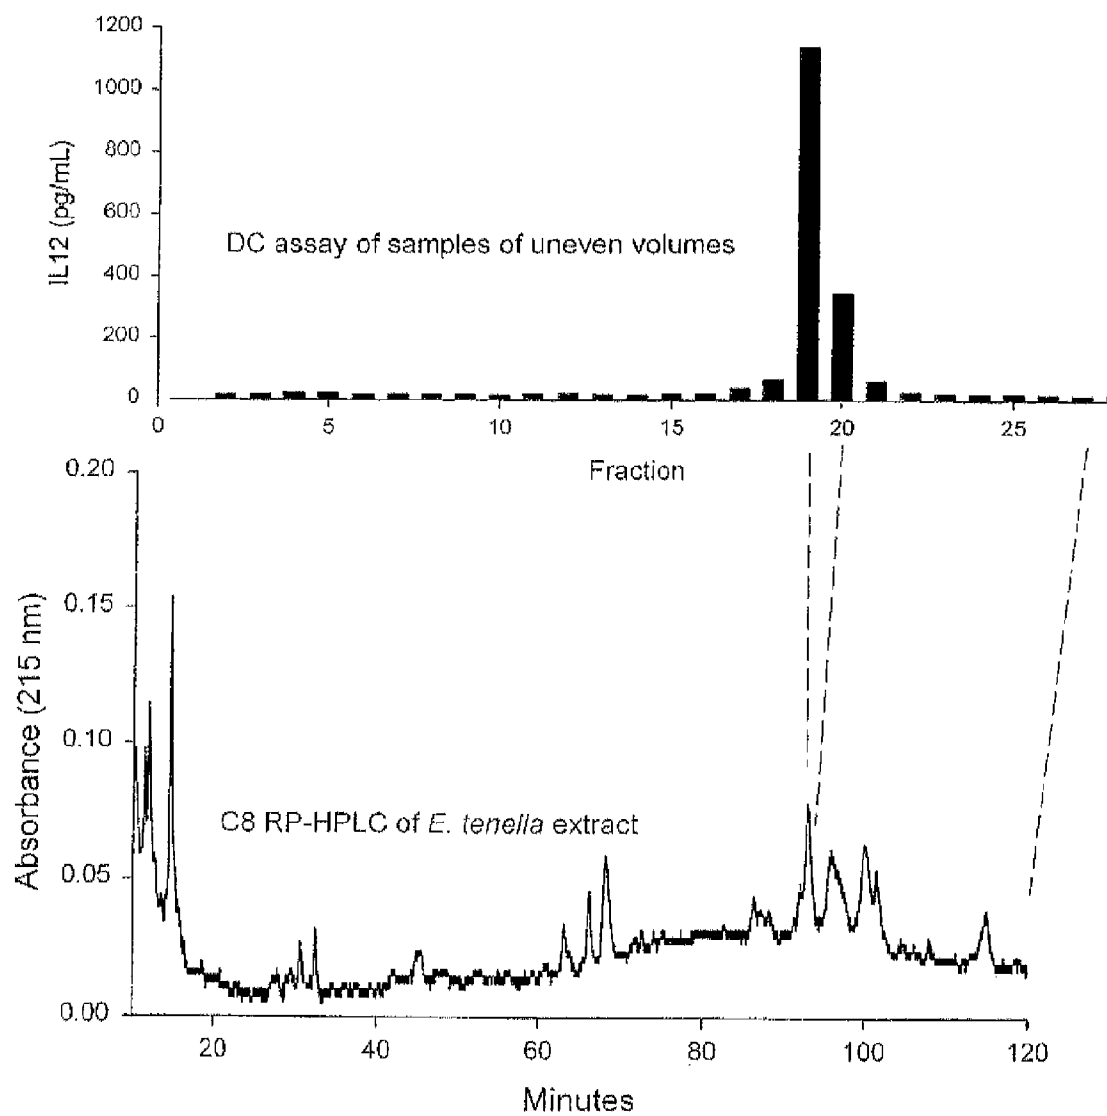 1200
1000
800
600
400
200
0
IL12 (pg/mL)
DC assay of samples of uneven volumes
0 5 10 15 20 25
Fraction
0.20
0.15
0.10
0.05
0.00
Absorbance (215 nm)
C8 RP-HPLC of E. tenella extract
20 40 60 80 100 120
Minutes